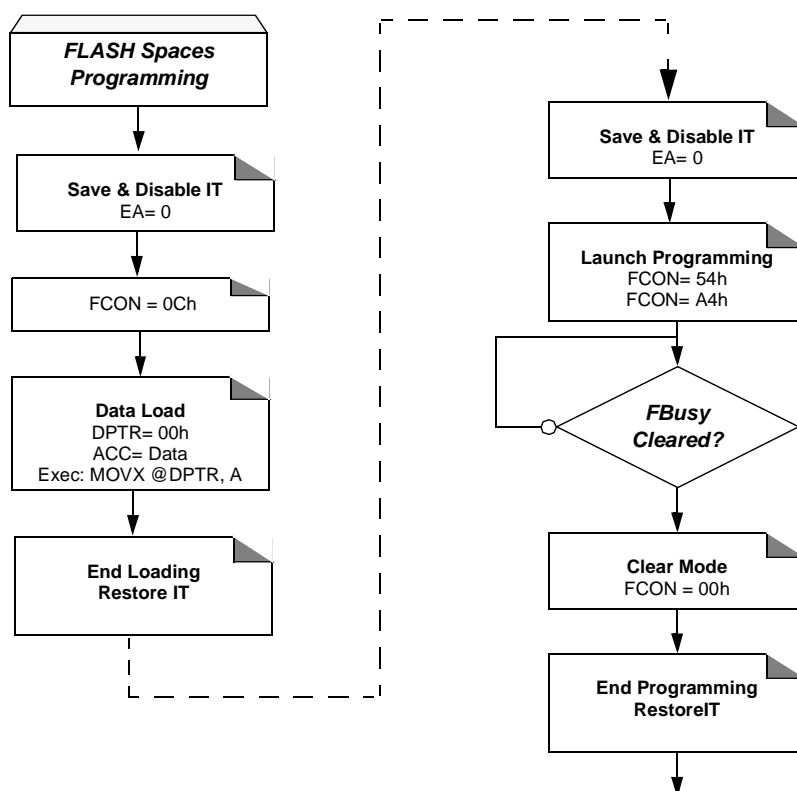 FLASH Spaces
Programming
Save & Disable IT
EA= 0
FCON = 0Ch
Data Load
DPTR= 00h
ACC= Data
Exec: MOVX @DPTR, A
End Loading
Restore IT
Save & Disable IT
EA= 0
Launch Programming
FCON= 54h
FCON= A4h
FBusy
Cleared?
Clear Mode
FCON = 00h
End Programming
RestoreIT